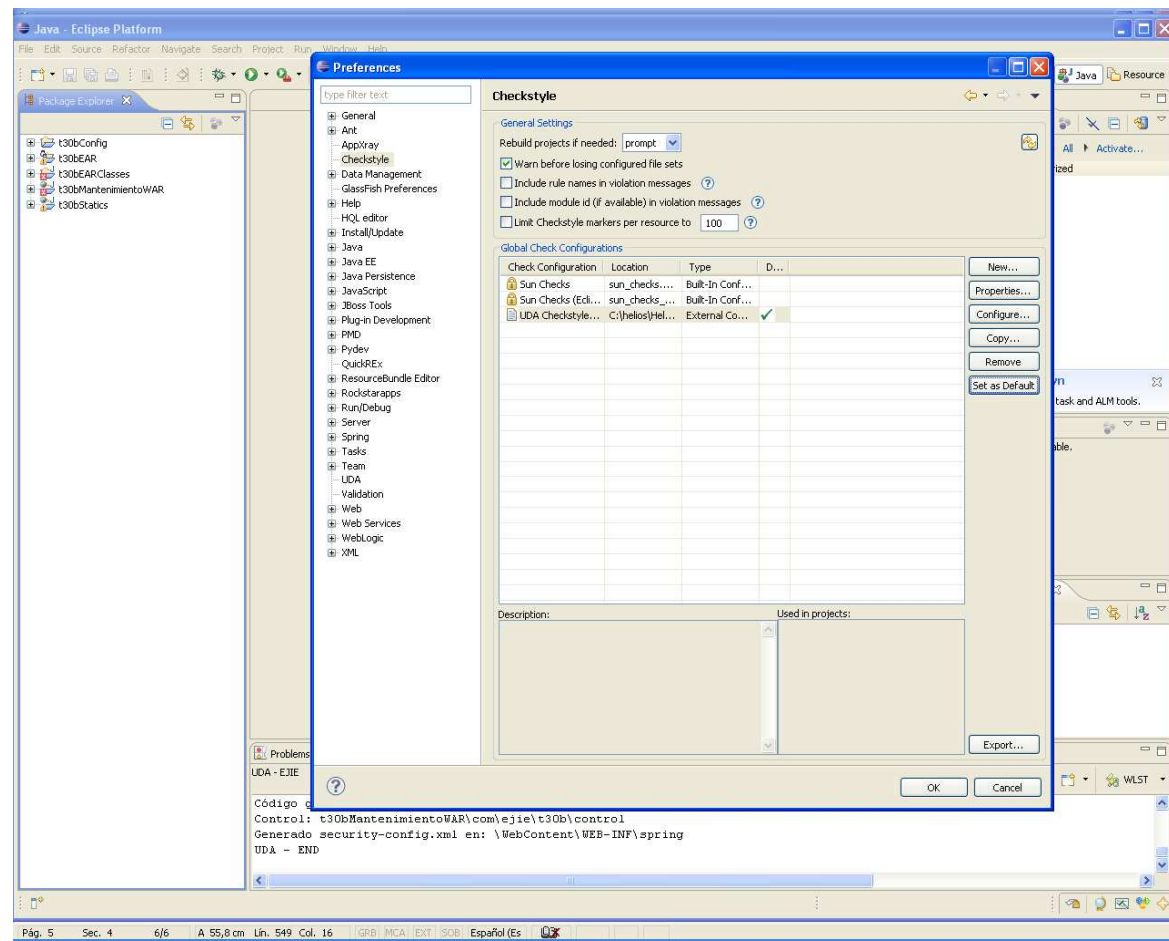 Java - Eclipse Platform
File Edit Source Refactor Navigate Search Project Run Window Help
Java Resource
Package Explorer
t30bConfig
t30bEAR
t30bEARClasses
t30bMantenimientoWAR
t30bStatics
Preferences
type filter text
General
Ant
AppXray
Checkstyle
Data Management
GlassFish Preferences
Help
HQL editor
Install/Update
Java
Java EE
Java Persistence
JavaScript
JBoss Tools
Plug-in Development
PMD
Pydev
QuickREx
ResourceBundle Editor
Rockstarapps
Run/Debug
Server
Spring
Tasks
Team
UDA
Validation
Web
Web Services
WebLogic
XML
Checkstyle
General Settings
Rebuild projects if needed: prompt
Warn before losing configured file sets
Include rule names in violation messages
Include module id (if available) in violation messages
Limit Checkstyle markers per resource to 100
Global Check Configurations
Check Configuration Location Type D...
Sun Checks sun_checks.... Built-In Conf...
Sun Checks (Ecli... sun_checks_... Built-In Conf...
UDA Checkstyle... C:\helios\Hel... External Co...
New...
Properties...
Configure...
Copy...
Remove
Set as Default
Description:
Used in projects:
Export...
OK Cancel
All Activate...
ized
task and ALM tools.
able.
Problems
UDA - EJIE
WLST
Código g
Control: t30bMantenimientoWAR\com\ejie\t30b\control
Generado security-config.xml en: \WebContent\WEB-INF\spring
UDA - END
Pág. 5 Sec. 4 6/6 A 55,8 cm Lín. 549 Col. 16 GRB MCA EXT SOB Español (Es